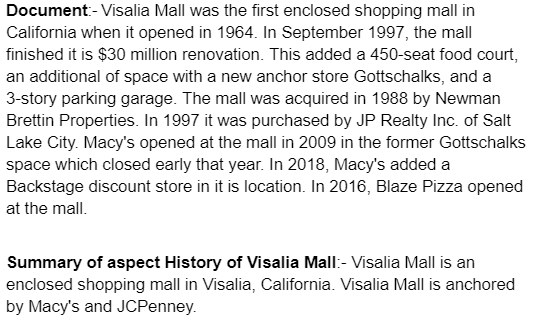 Document:- Visalia Mall was the first enclosed shopping mall in
California when it opened in 1964. In September 1997, the mall
finished it is $30 million renovation. This added a 450-seat food court,
an additional of space with a new anchor store Gottschalks, and a
3-story parking garage. The mall was acquired in 1988 by Newman
Brettin Properties. In 1997 it was purchased by JP Realty Inc. of Salt
Lake City. Macy's opened at the mall in 2009 in the former Gottschalks
space which closed early that year. In 2018, Macy's added a
Backstage discount store in it is location. In 2016, Blaze Pizza opened
at the mall.
Summary of aspect History of Visalia Mall:- Visalia Mall is an
enclosed shopping mall in Visalia, California. Visalia Mall is anchored
by Macy's and JCPenney.